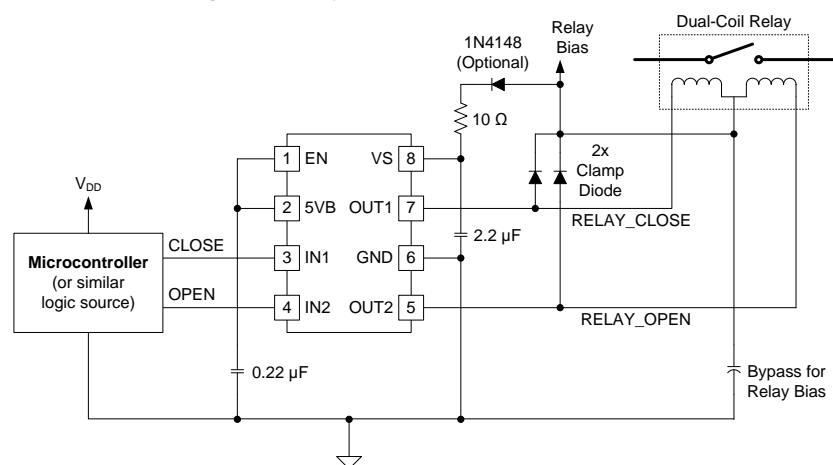 Dual-Coil Relay
Relay
Bias
1N4148
(Optional)
10 Ω
1
EN
VS
8
2x
Clamp
Diode
V_DD
2
5VB
OUT1
7
RELAY_CLOSE
2.2 µF
CLOSE
3
IN1
GND
6
Microcontroller
(or similar
logic source)
OPEN
4
IN2
OUT2
5
RELAY_OPEN
0.22 µF
Bypass for
Relay Bias